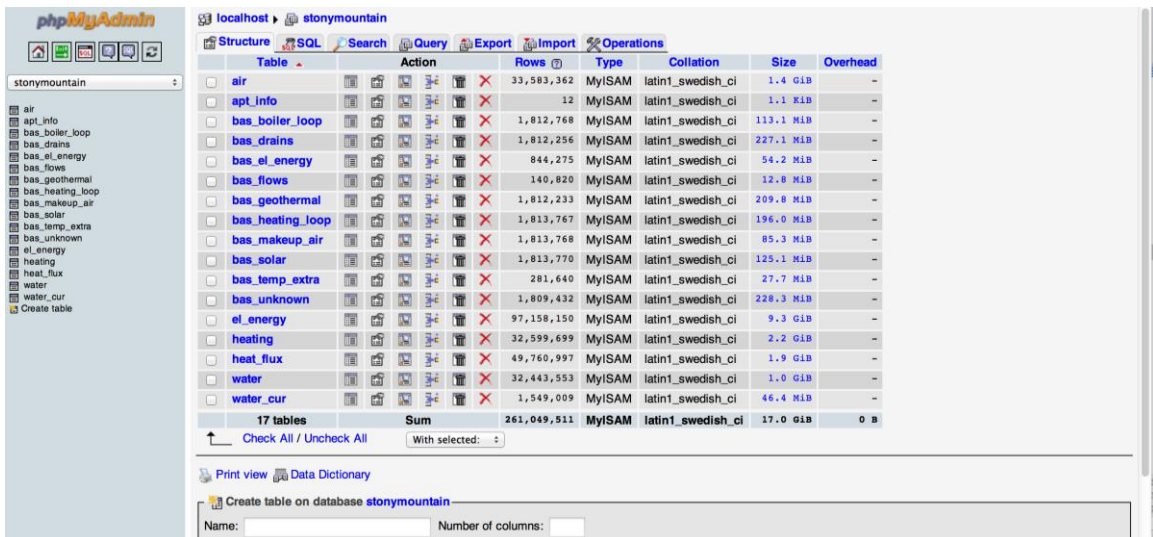 phpMyAdmin
stonymountain
air
apt_info
bas_boiler_loop
bas_drains
bas_el_energy
bas_flows
bas_geothermal
bas_heating_loop
bas_makeup_air
bas_solar
bas_temp_extra
bas_unknown
el_energy
heating
heat_flux
water
water_cur
Create table
localhost ▸ stonymountain
Structure SQL Search Query Export Import Operations
Table Action Rows Type Collation Size Overhead
air 33,583,362 MyISAM latin1_swedish_ci 1.4 GiB -
apt_info 12 MyISAM latin1_swedish_ci 1.1 KiB -
bas_boiler_loop 1,812,768 MyISAM latin1_swedish_ci 113.1 MiB -
bas_drains 1,812,256 MyISAM latin1_swedish_ci 227.1 MiB -
bas_el_energy 844,275 MyISAM latin1_swedish_ci 54.2 MiB -
bas_flows 140,820 MyISAM latin1_swedish_ci 12.8 MiB -
bas_geothermal 1,812,233 MyISAM latin1_swedish_ci 209.8 MiB -
bas_heating_loop 1,813,767 MyISAM latin1_swedish_ci 196.0 MiB -
bas_makeup_air 1,813,768 MyISAM latin1_swedish_ci 85.3 MiB -
bas_solar 1,813,770 MyISAM latin1_swedish_ci 125.1 MiB -
bas_temp_extra 281,640 MyISAM latin1_swedish_ci 27.7 MiB -
bas_unknown 1,809,432 MyISAM latin1_swedish_ci 228.3 MiB -
el_energy 97,158,150 MyISAM latin1_swedish_ci 9.3 GiB -
heating 32,599,699 MyISAM latin1_swedish_ci 2.2 GiB -
heat_flux 49,760,997 MyISAM latin1_swedish_ci 1.9 GiB -
water 32,443,553 MyISAM latin1_swedish_ci 1.0 GiB -
water_cur 1,549,009 MyISAM latin1_swedish_ci 46.4 MiB -
17 tables Sum 261,049,511 MyISAM latin1_swedish_ci 17.0 GiB 0 B
Check All / Uncheck All With selected:
Print view Data Dictionary
Create table on database stonymountain
Name: Number of columns: